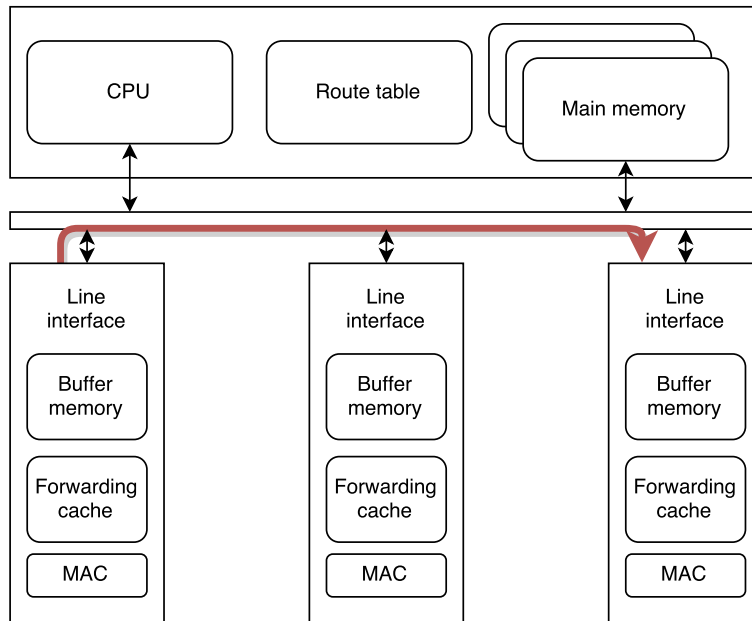 CPU
Route table
Main memory
Line
interface
Buffer
memory
Forwarding
cache
MAC
Line
interface
Buffer
memory
Forwarding
cache
MAC
Line
interface
Buffer
memory
Forwarding
cache
MAC